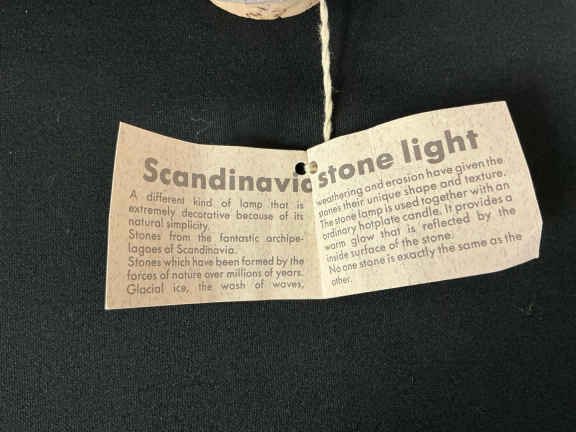 Scandinavia stone light
A different kind of lamp that is
extremely decorative because of its
natural simplicity.
Stones from the fantastic archipe-
lagoes of Scandinavia.
Stones which have been formed by the
forces of nature over millions of years.
Glacial ice, the wash of waves,
weathering and erosion have given the
stones their unique shape and texture.
The stone lamp is used together with an
ordinary hotplate candle. It provides a
warm glow that is reflected by the
inside surface of the stone.
No one stone is exactly the same as the
other.